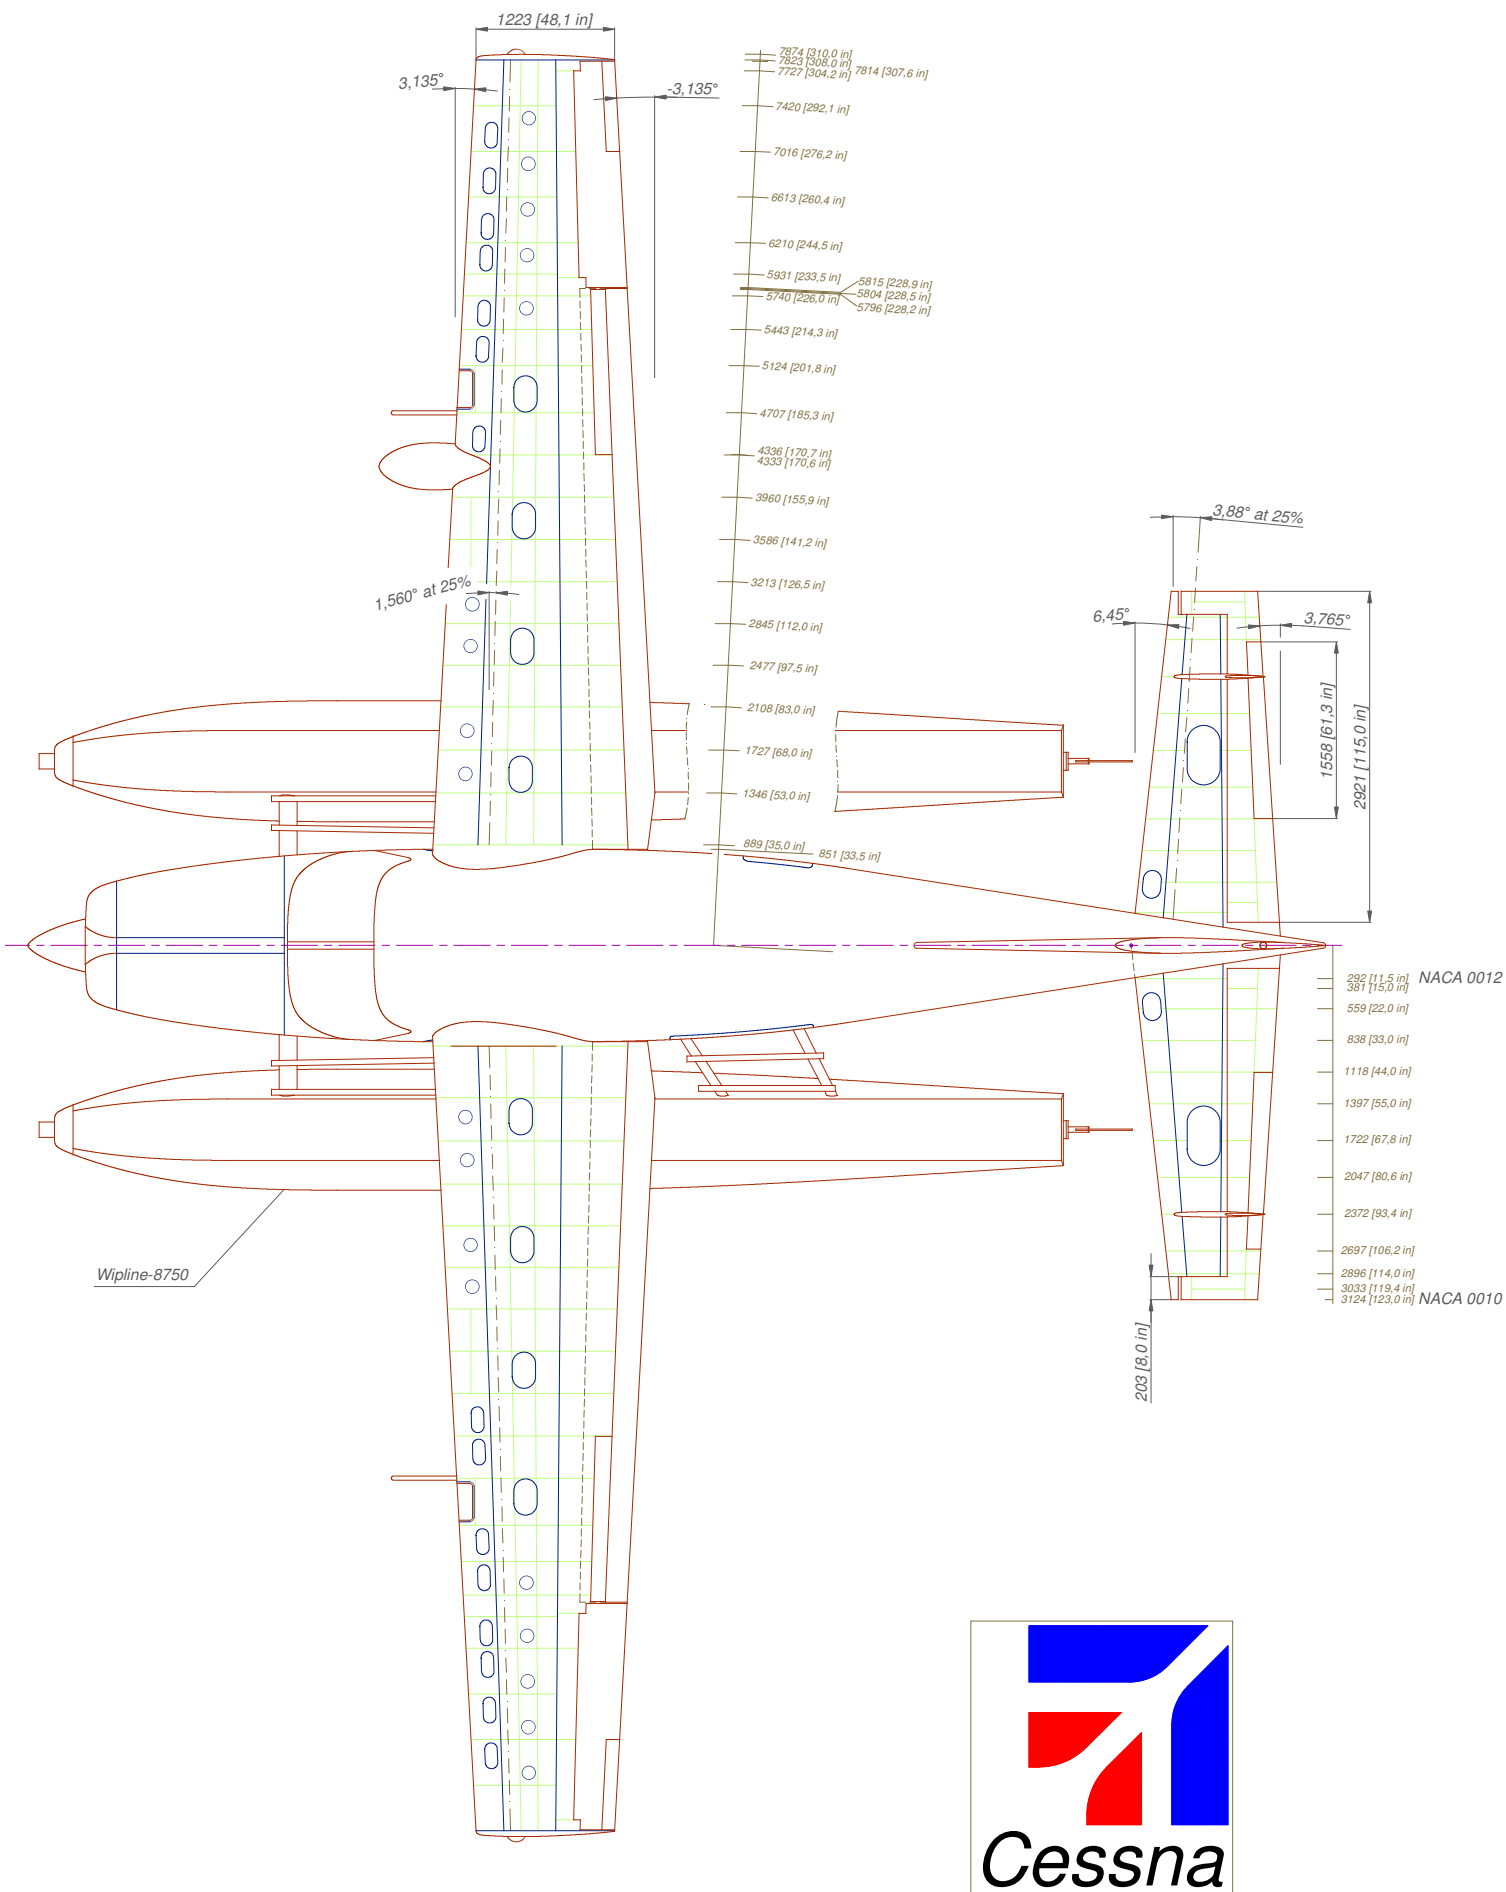 1223 [48,1 in]
3,135°
-3,135°
7874 [310,0 in]
7823 [308,0 in]
7727 [304,2 in]
7814 [307,6 in]
7420 [292,1 in]
7016 [276,2 in]
6613 [260,4 in]
6210 [244,5 in]
5931 [233,5 in]
5815 [228,9 in]
5740 [226,0 in]
5804 [228,5 in]
5796 [228,2 in]
5443 [214,3 in]
5124 [201,8 in]
4707 [185,3 in]
4336 [170,7 in]
4333 [170,6 in]
3960 [155,9 in]
3586 [141,2 in]
1,560° at 25%
3213 [126,5 in]
2845 [112,0 in]
2477 [97,5 in]
2108 [83,0 in]
1727 [68,0 in]
1346 [53,0 in]
889 [35,0 in]
851 [33,5 in]
3,88° at 25%
6,45°
3,765°
1558 [61,3 in]
2921 [115,0 in]
292 [11,5 in] NACA 0012
381 [15,0 in]
559 [22,0 in]
838 [33,0 in]
1118 [44,0 in]
1397 [55,0 in]
1722 [67,8 in]
2047 [80,6 in]
2372 [93,4 in]
2697 [106,2 in]
2896 [114,0 in]
3033 [119,4 in]
3124 [123,0 in] NACA 0010
203 [8,0 in]
Wipline-8750
Cessna